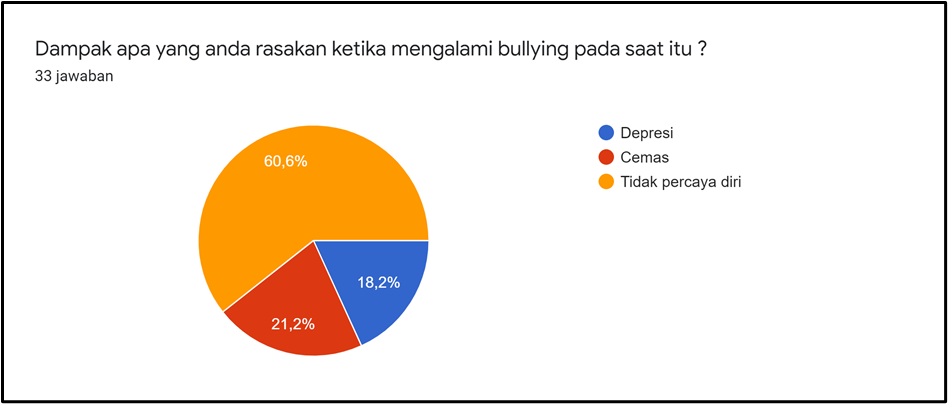 Dampak apa yang anda rasakan ketika mengalami bullying pada saat itu ?
33 jawaban
60,6%
18,2%
21,2%
Depresi
Cemas
Tidak percaya diri